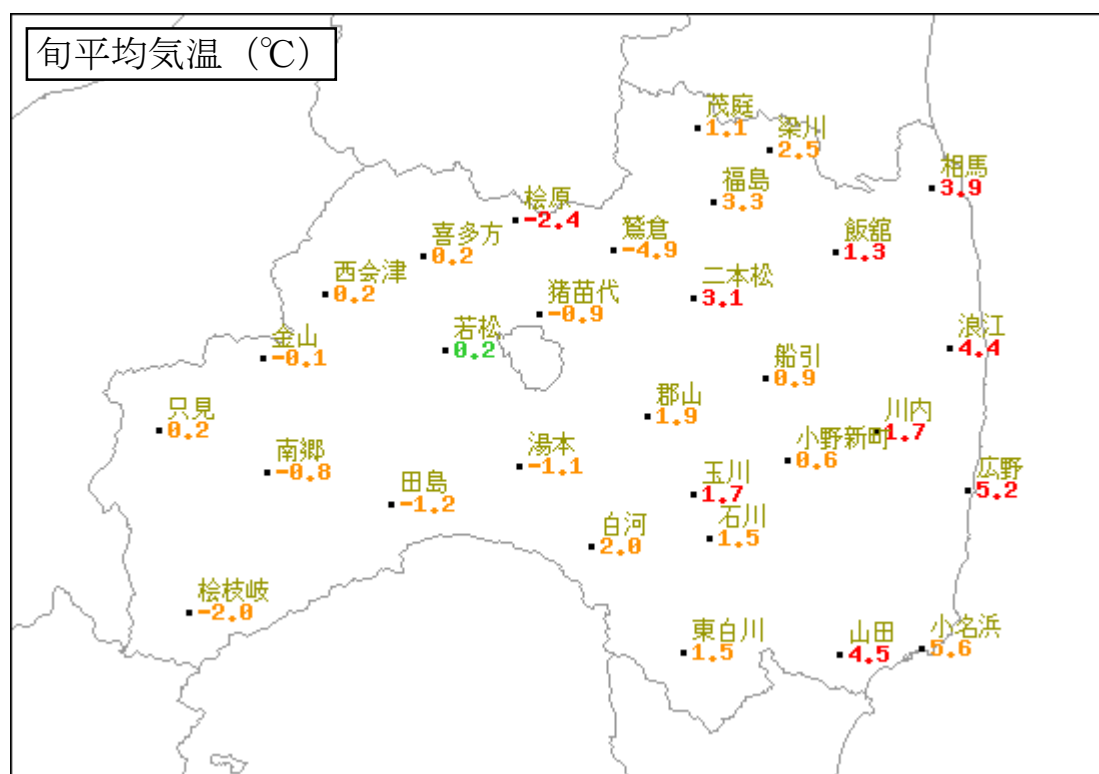 旬平均気温（℃）
茂庭
1.1
梁川
2.5
相馬
3.9
福島
3.3
桧原
-2.4
鷲倉
-4.9
喜多方
0.2
飯舘
1.3
西会津
0.2
二本松
3.1
猪苗代
-0.9
若松
0.2
浪江
4.4
金山
-0.1
船引
0.9
郡山
1.9
只見
0.2
川内
1.7
小野新町
0.6
湯本
-1.1
南郷
-0.8
広野
5.2
玉川
1.7
田島
-1.2
石川
1.5
白河
2.0
桧枝岐
-2.0
東白川
1.5
山田
4.5
小名浜
5.6